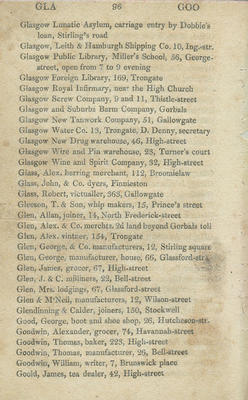 GLA 96 GOO
Glasgow Lunatic Asylum, carriage entry by Dobbie's
loan, Stirling's road
Glasgow, Leith & Hamburgh Shipping Co. 10, Ing.-str.
Glasgow Public Library, Miller's School, 56, George-
street, open from 7 to 9 evening
Glasgow Foreign Library, 169, Trongate
Glasgow Royal Infirmary, near the High Church
Glasgow Screw Company, 9 and 11, Thistle-street
Glasgow and Suburbs Barm Company, Gorbals
Glasgow New Tanwork Company, 51, Gallowgate
Glasgow Water Co. 13, Trongate, D. Denny, secretary
Glasgow New Drug warehouse, 46, High-street
Glasgow Wire and Pin warehouse, 28, Turner's court
Glasgow Wine and Spirit Company, 32, High-street
Glass, Alex. herring merchant, 112, Broomielaw
Glass, John, & Co. dyers, Finnieston
Glass, Robert, victualler, 563, Gallowgate
Gleeson, T. & Son, whip makers, 15, Prince's street
Glen, Allan, joiner, 14, North Frederick-street
Glen, Alex. & Co. merchts. 2d land beyond Gorbals toll
Glen, Alex. vintner, 154, Trongate
Glen, George, & Co. manufacturers, 12, Stirling square
Glen, George, manufacturer, house, 66, Glassford-str.
Glen, James, grocer, 67, High-street
Glen, J. & C. milliners, 22, Bell-street
Glen, Mrs. lodgings, 67, Glassford-street
Glen & M'Neil, manufacturers, 12, Wilson-street
Glendinning & Calder, joiners, 150, Stockwell
Good, George, boot and shoe shop, 26, Hutcheson-str.
Goodwin, Alexander, grocer, 74, Havannah-street
Goodwin, Thomas, baker, 223, High-street
Goodwin, Thomas, manufacturer, 26, Bell-street
Goodwin, William, writer, 7, Brunswick place
Goold, James, tea dealer, 42, High-street